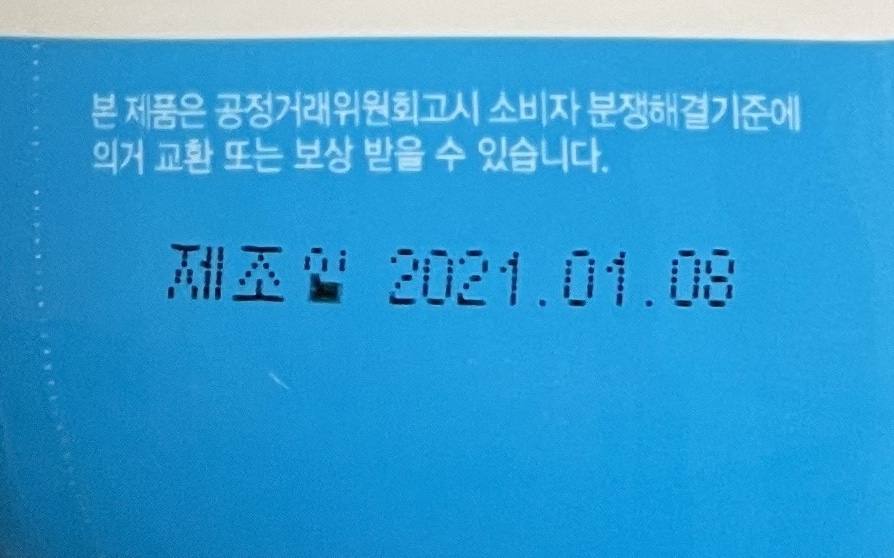 본 제품은 공정거래위원회고시 소비자 분쟁해결기준에
의거 교환 또는 보상 받을 수 있습니다.
제조일 2021.01.08